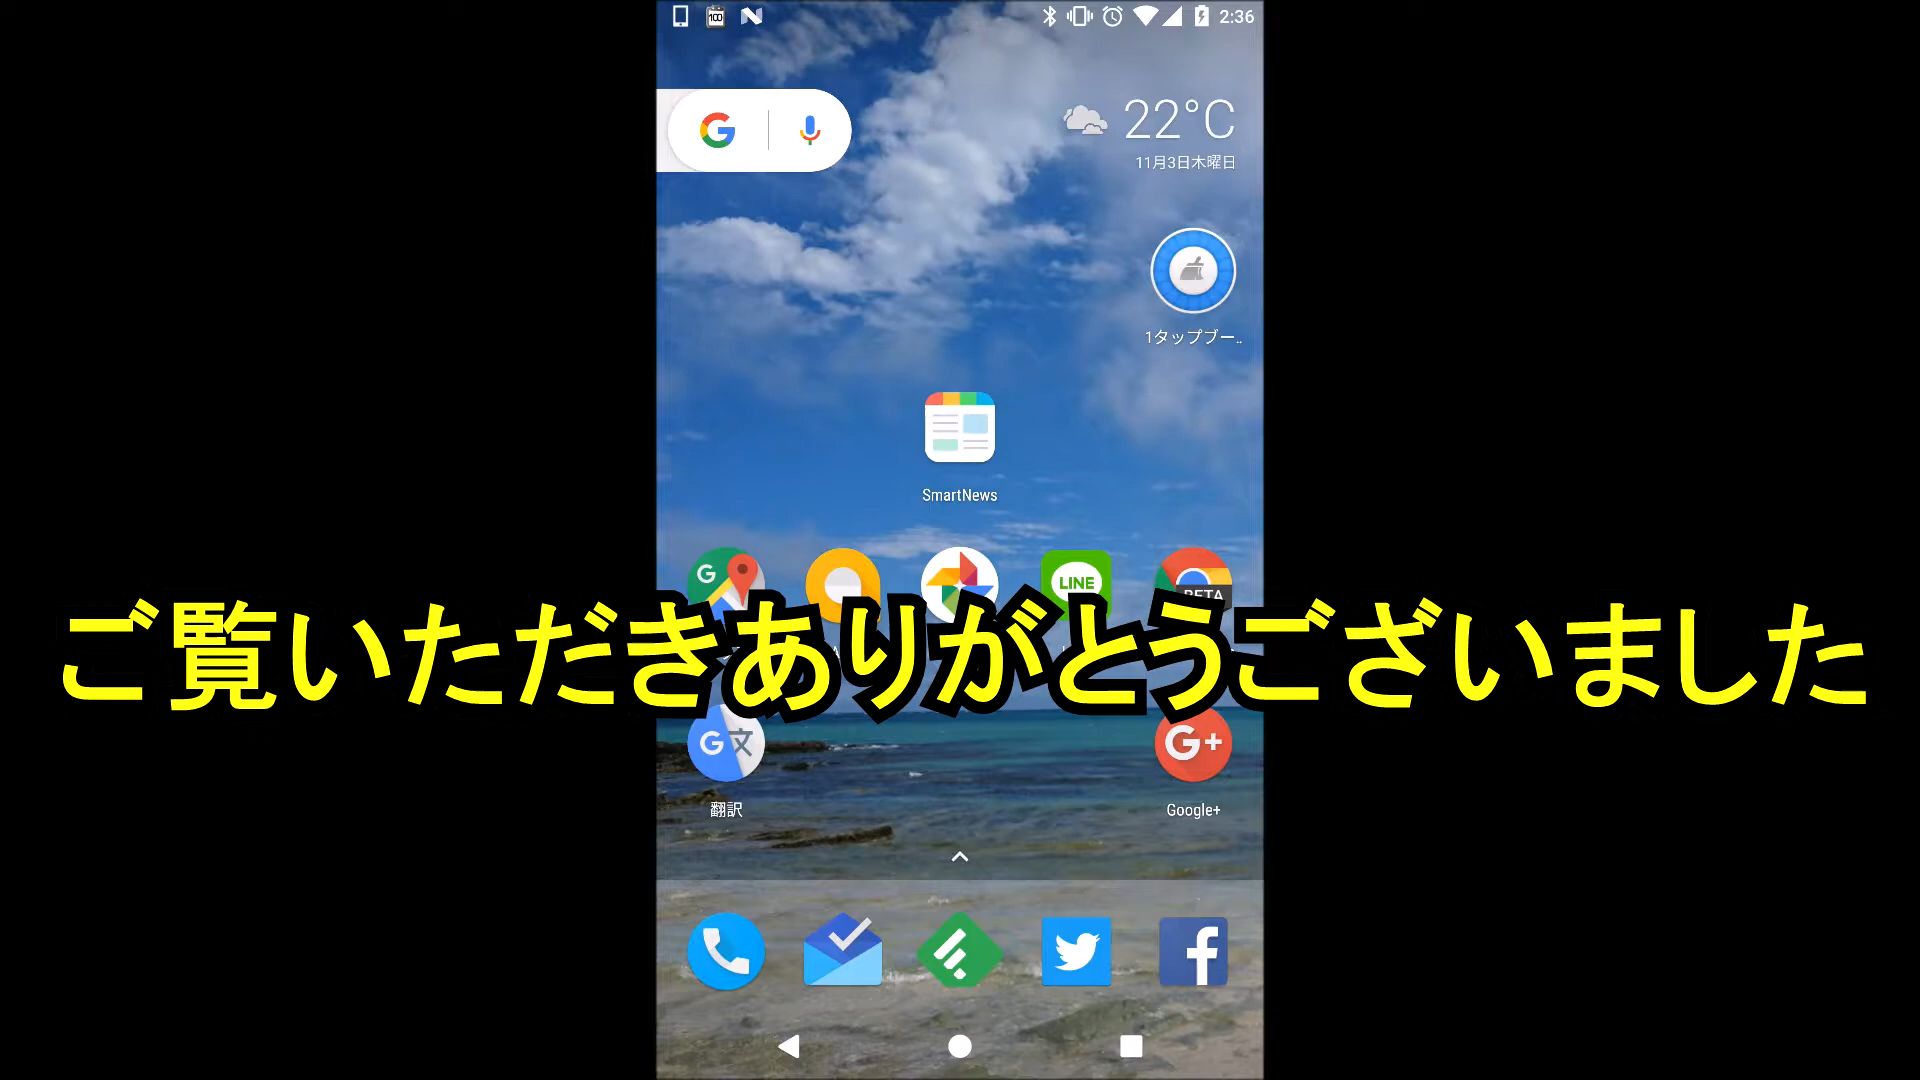 2:36
22°C
11月3日木曜日
1タップブー..
SmartNews
LINE
BETA
ご覧いただきありがとうございました
翻訳
Google+